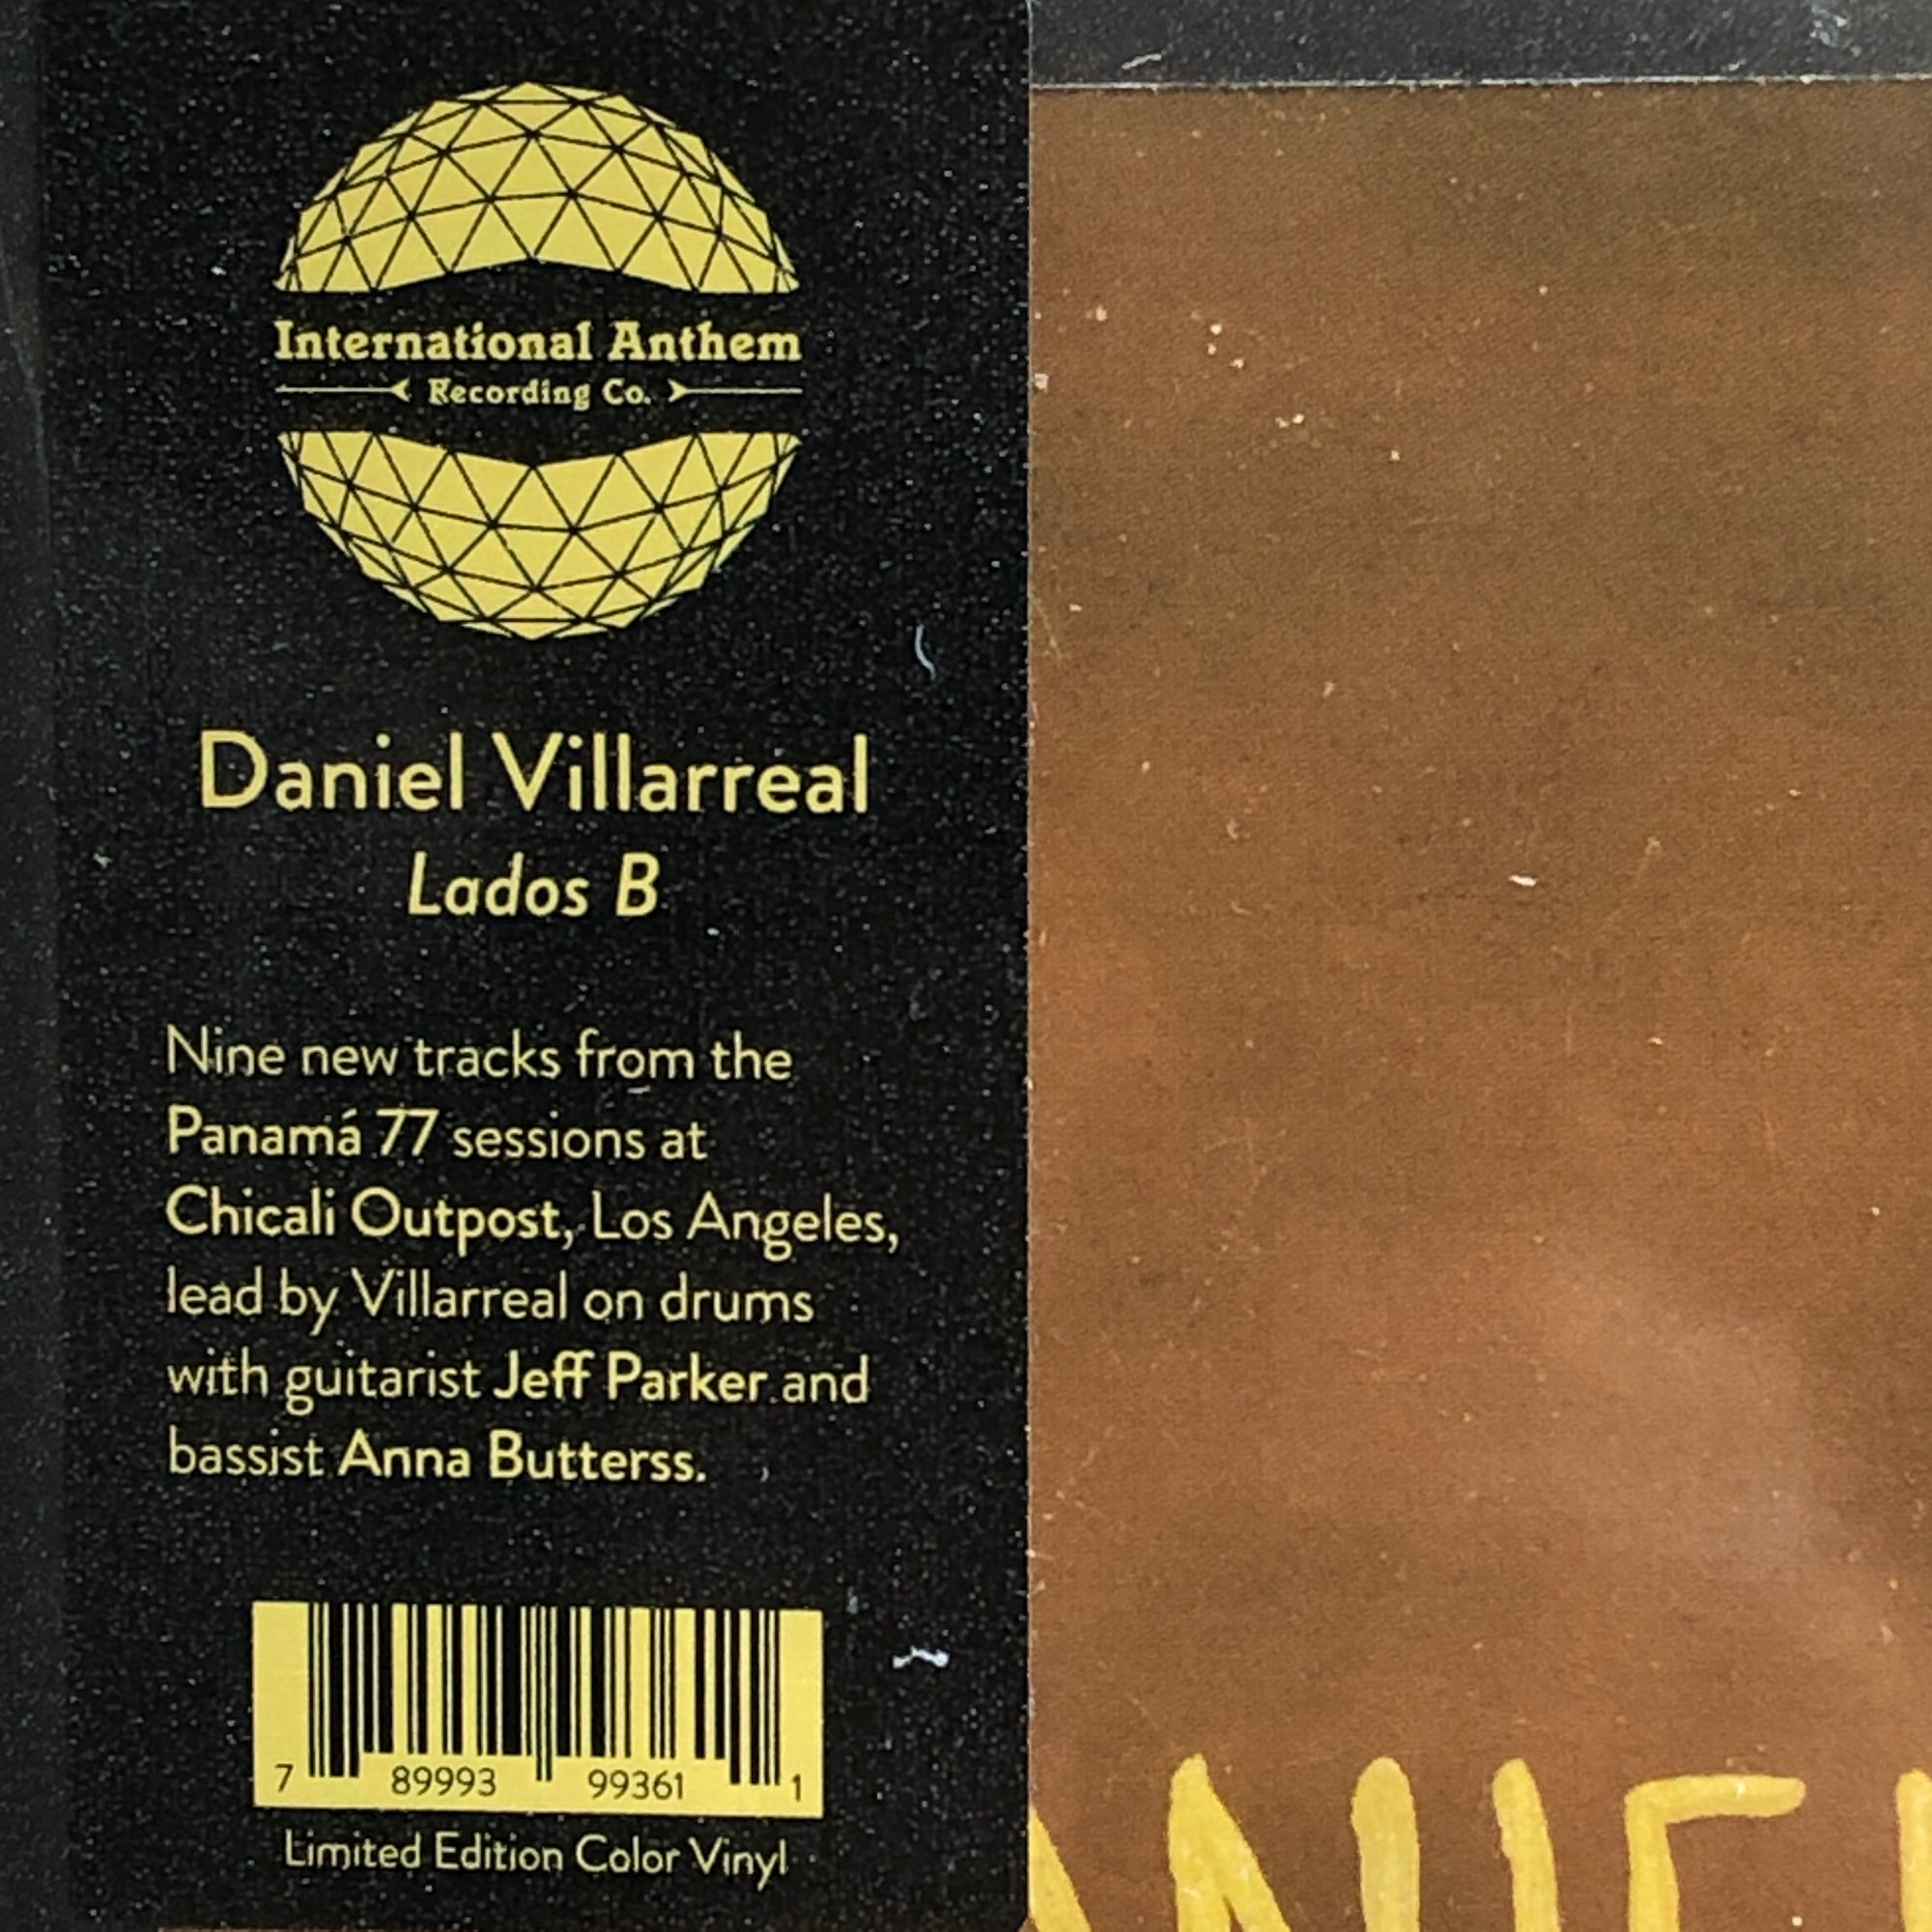 International Anthem
Recording Co.
Daniel Villarreal
Lados B
Nine new tracks from the
Panamá 77 sessions at
Chicali Outpost, Los Angeles,
lead by Villarreal on drums
with guitarist Jeff Parker and
bassist Anna Butterss.
7 89993 99361 1
Limited Edition Color Vinyl